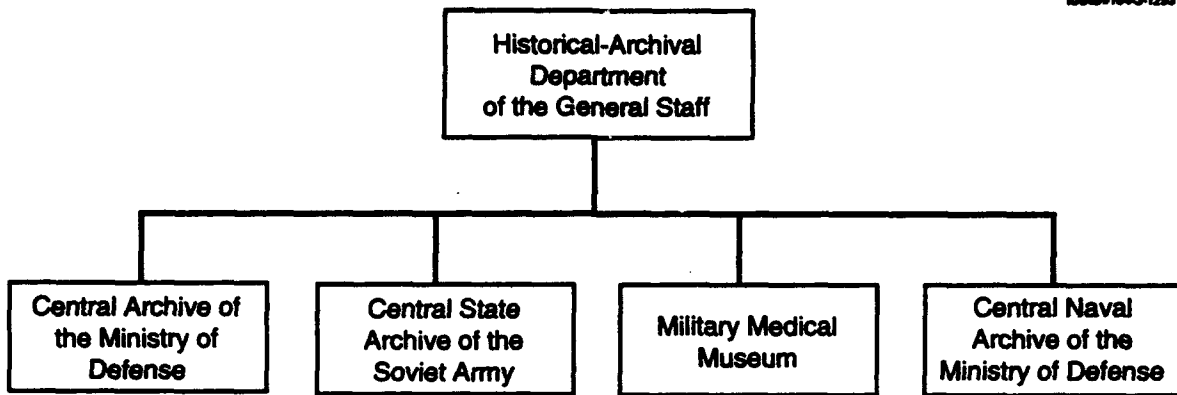 Historical-Archival
Department
of the General Staff
Central Archive of
the Ministry of
Defense
Central State
Archive of the
Soviet Army
Military Medical
Museum
Central Naval
Archive of the
Ministry of Defense